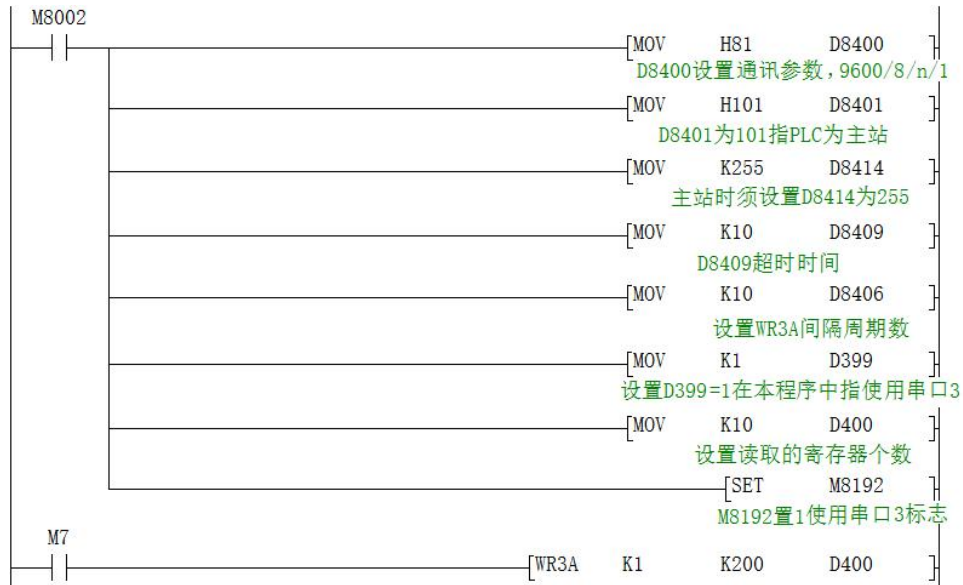 M8002
MOV H81 D8400
D8400设置通讯参数,9600/8/n/1
MOV H101 D8401
D8401为101指PLC为主站
MOV K255 D8414
主站时须设置D8414为255
MOV K10 D8409
D8409超时时间
MOV K10 D8406
设置WR3A间隔周期数
MOV K1 D399
设置D399=1在本程序中指使用串口3
MOV K10 D400
设置读取的寄存器个数
SET M8192
M8192置1使用串口3标志
M7
WR3A K1 K200 D400